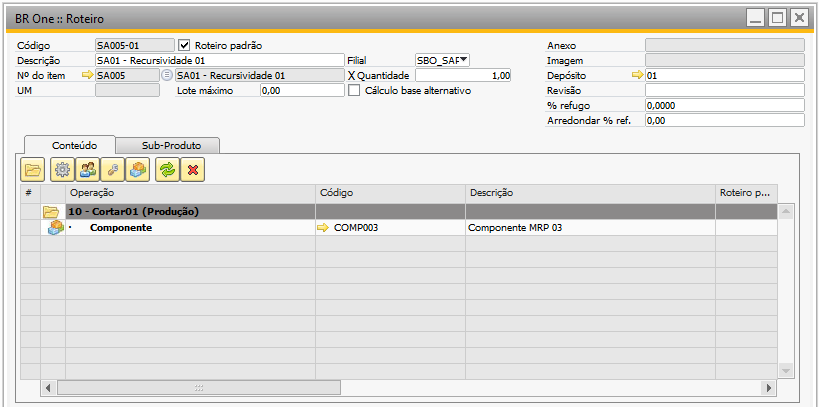 BR One :: Roteiro
Código SA005-01 Roteiro padrão Anexo
Descrição SA01 - Recursividade 01 Filial SBO_SAF Imagem
Nº do item SA005 SA01 - Recursividade 01 X Quantidade 1,00 Depósito 01
UM Lote máximo 0,00 Cálculo base alternativo Revisão
% refugo 0,0000
Arredondar % ref. 0,00
Conteúdo Sub-Produto
# Operação Código Descrição Roteiro p...
10 - Cortar01 (Produção)
Componente COMP003 Componente MRP 03